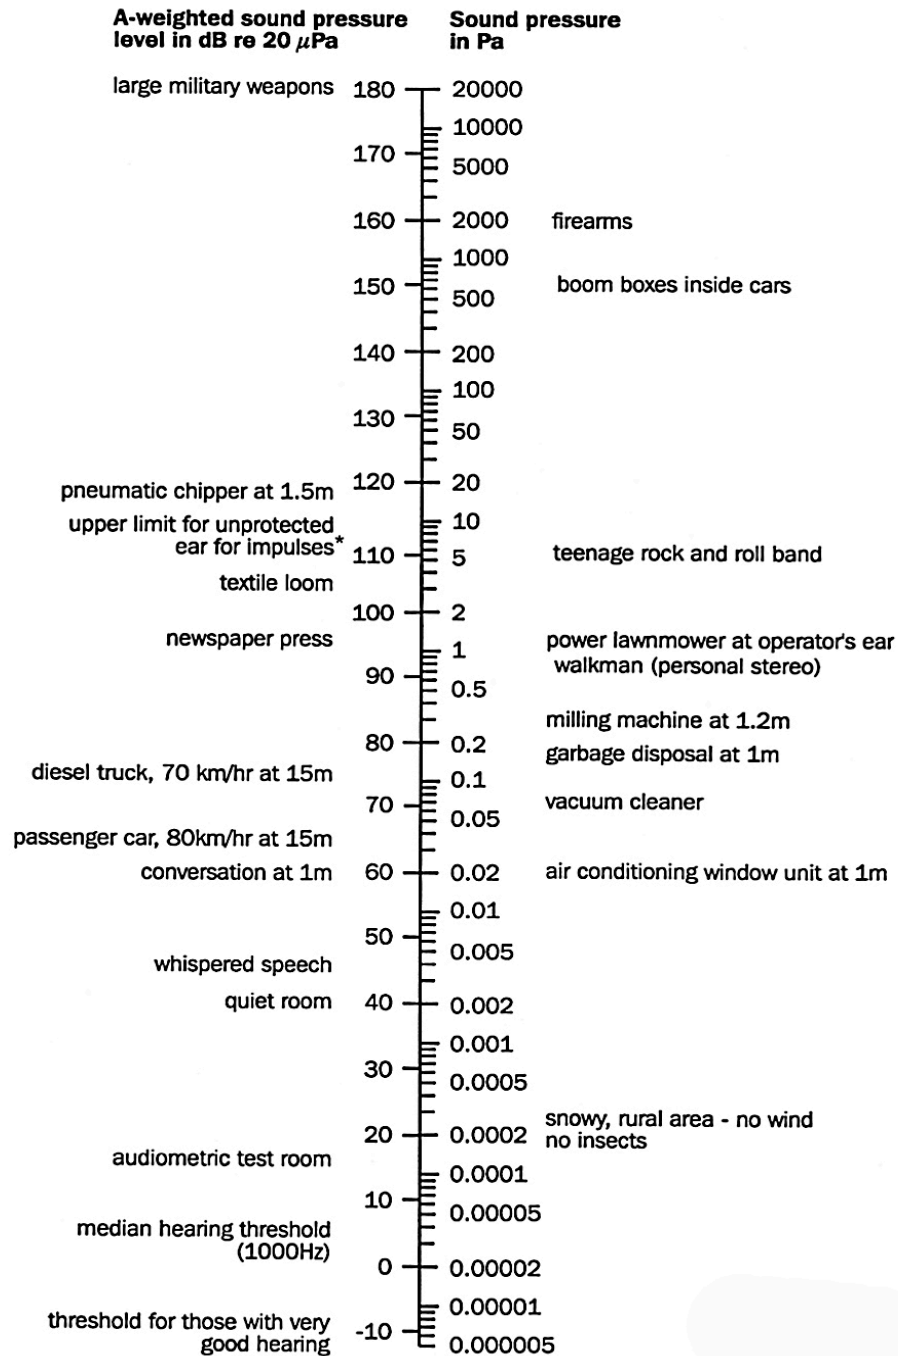 A-weighted sound pressure
level in dB re 20 μPa
Sound pressure
in Pa
large military weapons 180 20000
10000
170
5000
160 2000 firearms
1000
150 boom boxes inside cars
500
140 200
100
130
50
120 20
pneumatic chipper at 1.5m
upper limit for unprotected
ear for impulses*
10
110 5 teenage rock and roll band
textile loom
100 2
newspaper press
1
power lawnmower at operator's ear
walkman (personal stereo)
90
0.5
milling machine at 1.2m
80 0.2
garbage disposal at 1m
diesel truck, 70 km/hr at 15m
0.1
70 vacuum cleaner
0.05
passenger car, 80km/hr at 15m
conversation at 1m 60 0.02 air conditioning window unit at 1m
0.01
50
0.005
whispered speech
quiet room 40 0.002
0.001
30
0.0005
snowy, rural area - no wind
no insects
20 0.0002
audiometric test room
0.0001
10
0.00005
median hearing threshold
(1000Hz)
0 0.00002
0.00001
threshold for those with very
good hearing
-10
0.000005